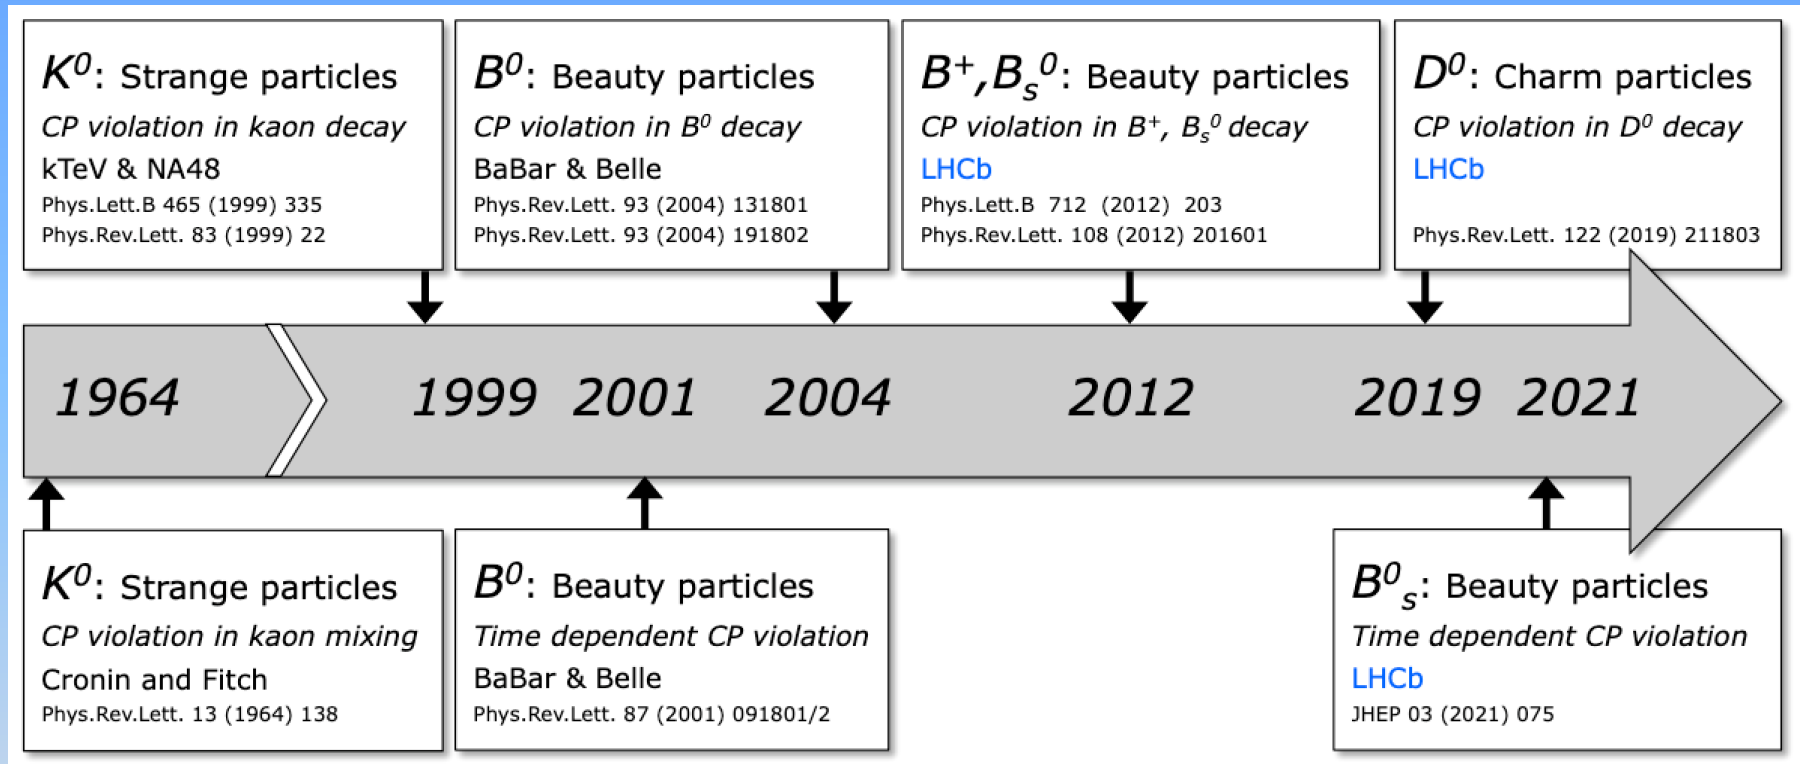 K⁰: Strange particles
CP violation in kaon decay
kTeV & NA48
Phys.Lett.B 465 (1999) 335
Phys.Rev.Lett. 83 (1999) 22
B⁰: Beauty particles
CP violation in B⁰ decay
BaBar & Belle
Phys.Rev.Lett. 93 (2004) 131801
Phys.Rev.Lett. 93 (2004) 191802
B⁺,Bₛ⁰: Beauty particles
CP violation in B⁺, Bₛ⁰ decay
LHCb
Phys.Lett.B 712 (2012) 203
Phys.Rev.Lett. 108 (2012) 201601
D⁰: Charm particles
CP violation in D⁰ decay
LHCb
Phys.Rev.Lett. 122 (2019) 211803
1964 1999 2001 2004 2012 2019 2021
K⁰: Strange particles
CP violation in kaon mixing
Cronin and Fitch
Phys.Rev.Lett. 13 (1964) 138
B⁰: Beauty particles
Time dependent CP violation
BaBar & Belle
Phys.Rev.Lett. 87 (2001) 091801/2
B⁰ₛ: Beauty particles
Time dependent CP violation
LHCb
JHEP 03 (2021) 075